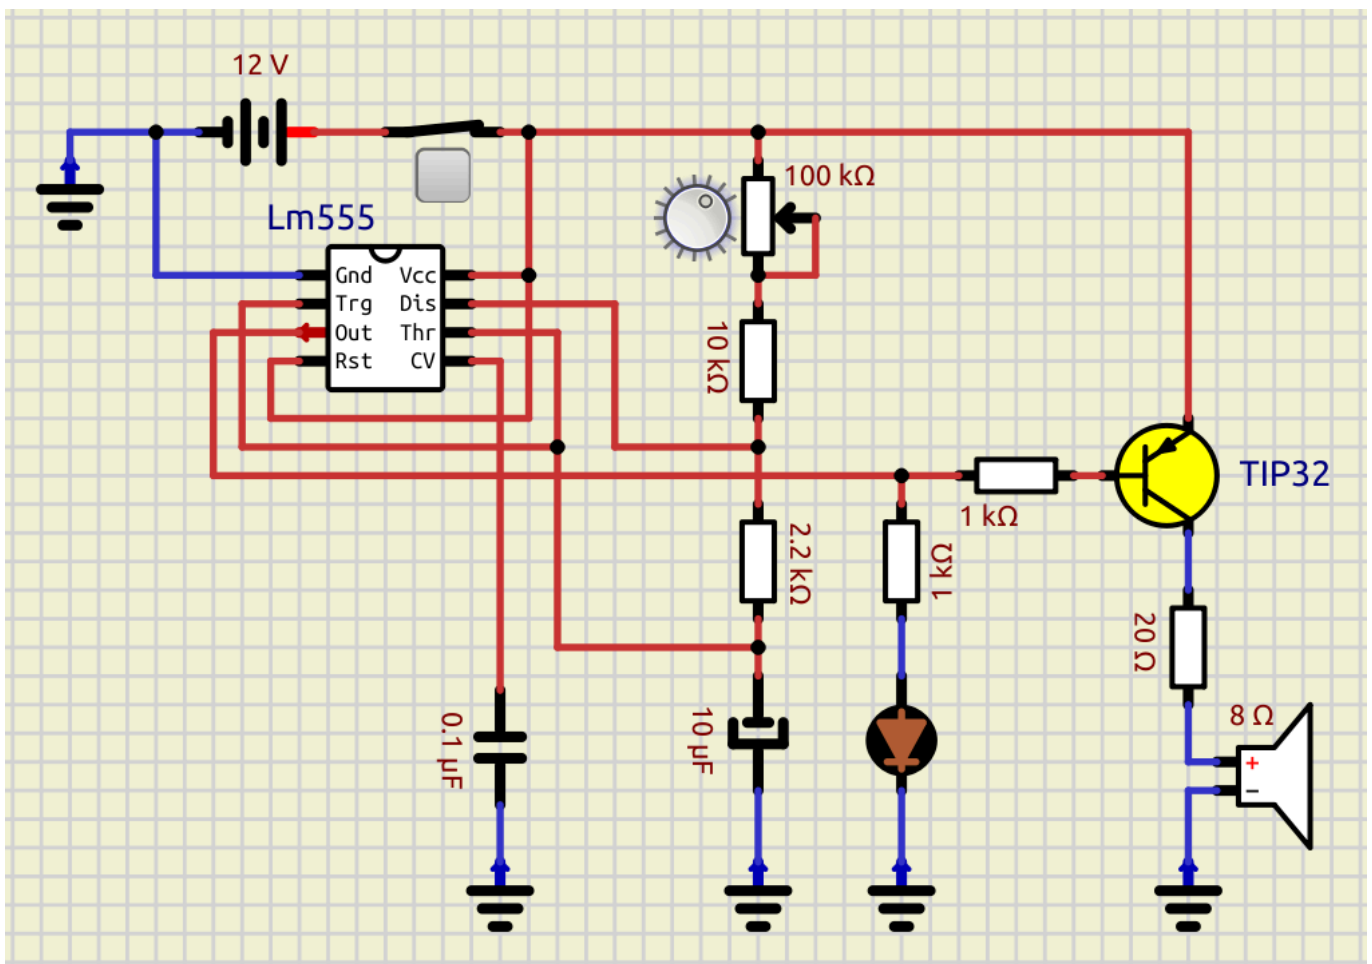 12 V
100 kΩ
Lm555
Gnd Vcc
Trg Dis
Out Thr
Rst CV
10 kΩ
TIP32
1 kΩ
2.2 kΩ
1 kΩ
20 Ω
8 Ω
0.1 µF
10 µF
+
−